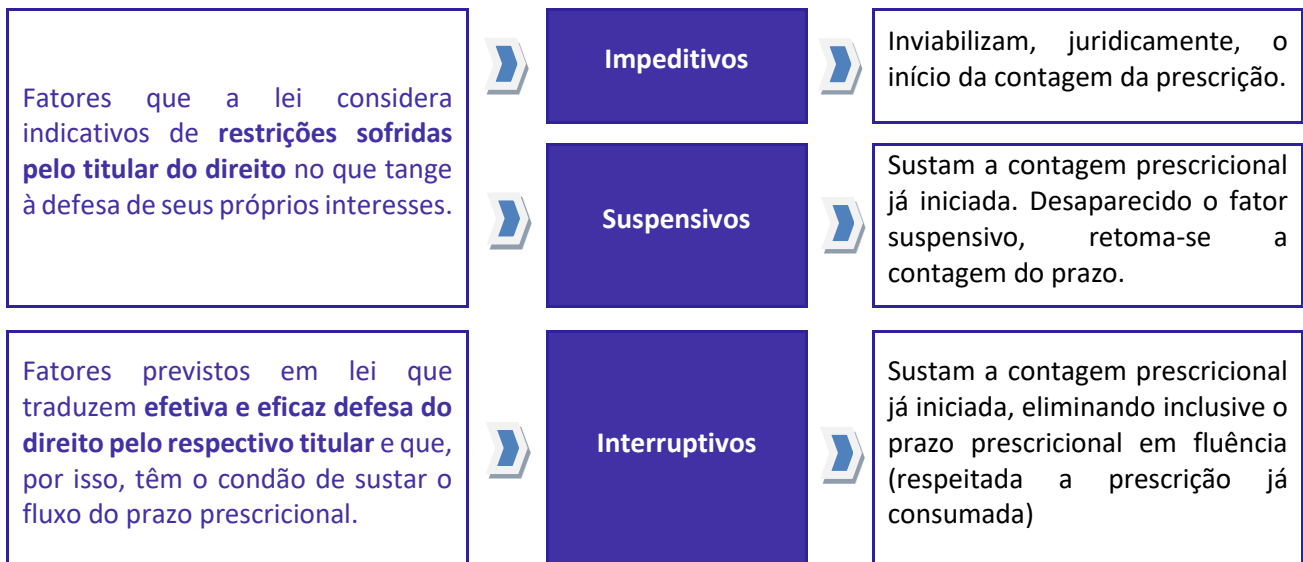 Fatores que a lei considera
indicativos de restrições sofridas
pelo titular do direito no que tange
à defesa de seus próprios interesses.
Impeditivos
Inviabilizam, juridicamente, o
início da contagem da prescrição.
Suspensivos
Sustam a contagem prescricional
já iniciada. Desaparecido o fator
suspensivo, retoma-se a
contagem do prazo.
Fatores previstos em lei que
traduzem efetiva e eficaz defesa do
direito pelo respectivo titular e que,
por isso, têm o condão de sustar o
fluxo do prazo prescricional.
Interruptivos
Sustam a contagem prescricional
já iniciada, eliminando inclusive o
prazo prescricional em fluência
(respeitada a prescrição já
consumada)